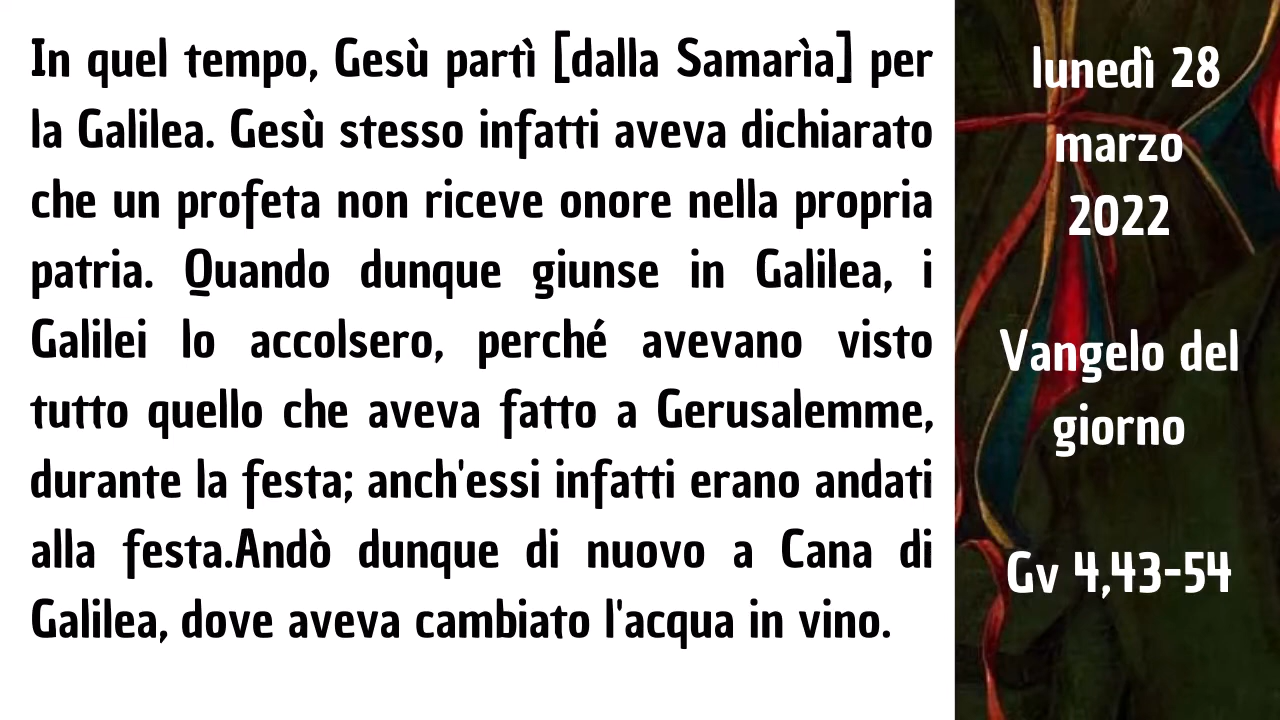 In quel tempo, Gesù partì [dalla Samarìa] per
la Galilea. Gesù stesso infatti aveva dichiarato
che un profeta non riceve onore nella propria
patria. Quando dunque giunse in Galilea, i
Galilei lo accolsero, perché avevano visto
tutto quello che aveva fatto a Gerusalemme,
durante la festa; anch'essi infatti erano andati
alla festa.Andò dunque di nuovo a Cana di
Galilea, dove aveva cambiato l'acqua in vino.
lunedì 28
marzo
2022
Vangelo del
giorno
Gv 4,43-54